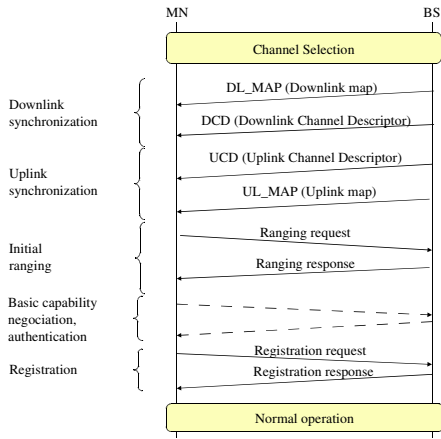 MN
BS
Channel Selection
DL_MAP (Downlink map)
Downlink
synchronization
DCD (Downlink Channel Descriptor)
UCD (Uplink Channel Descriptor)
Uplink
synchronization
UL_MAP (Uplink map)
Ranging request
Initial
ranging
Ranging response
Basic capability
negociation,
authentication
Registration request
Registration
Registration response
Normal operation